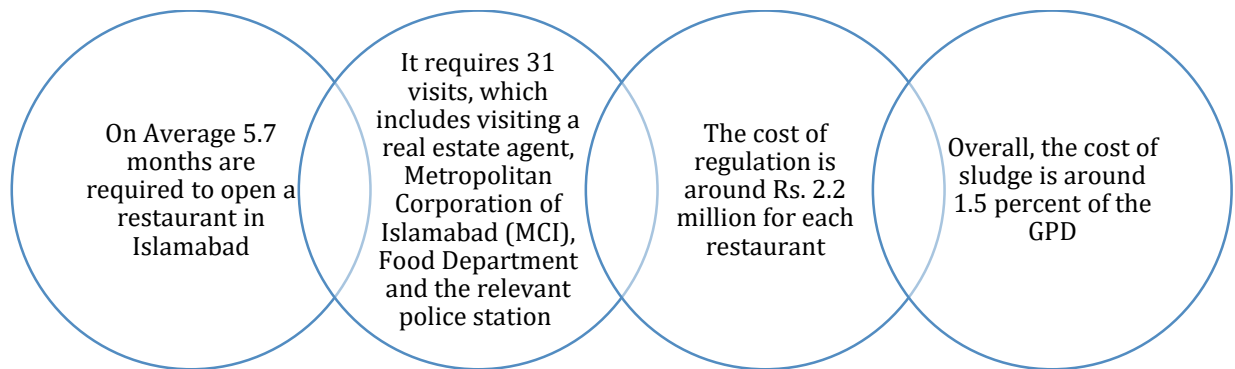 On Average 5.7
months are
required to open a
restaurant in
Islamabad
It requires 31
visits, which
includes visiting a
real estate agent,
Metropolitan
Corporation of
Islamabad (MCI),
Food Department
and the relevant
police station
The cost of
regulation is
around Rs. 2.2
million for each
restaurant
Overall, the cost of
sludge is around
1.5 percent of the
GPD